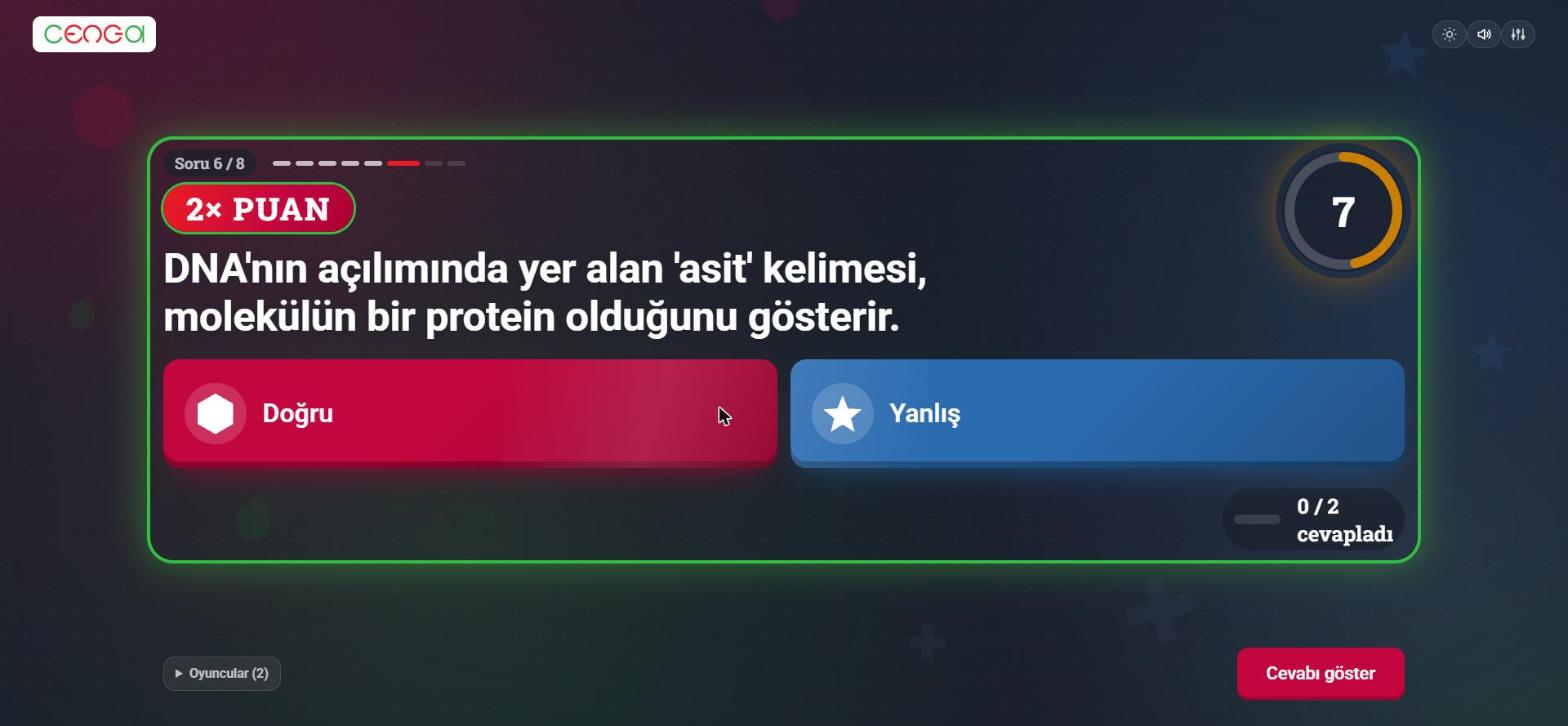 cenga
Soru 6 / 8
2× PUAN
7
DNA'nın açılımında yer alan 'asit' kelimesi,
molekülün bir protein olduğunu gösterir.
Doğru
Yanlış
0 / 2
cevapladı
Oyuncular (2)
Cevabı göster